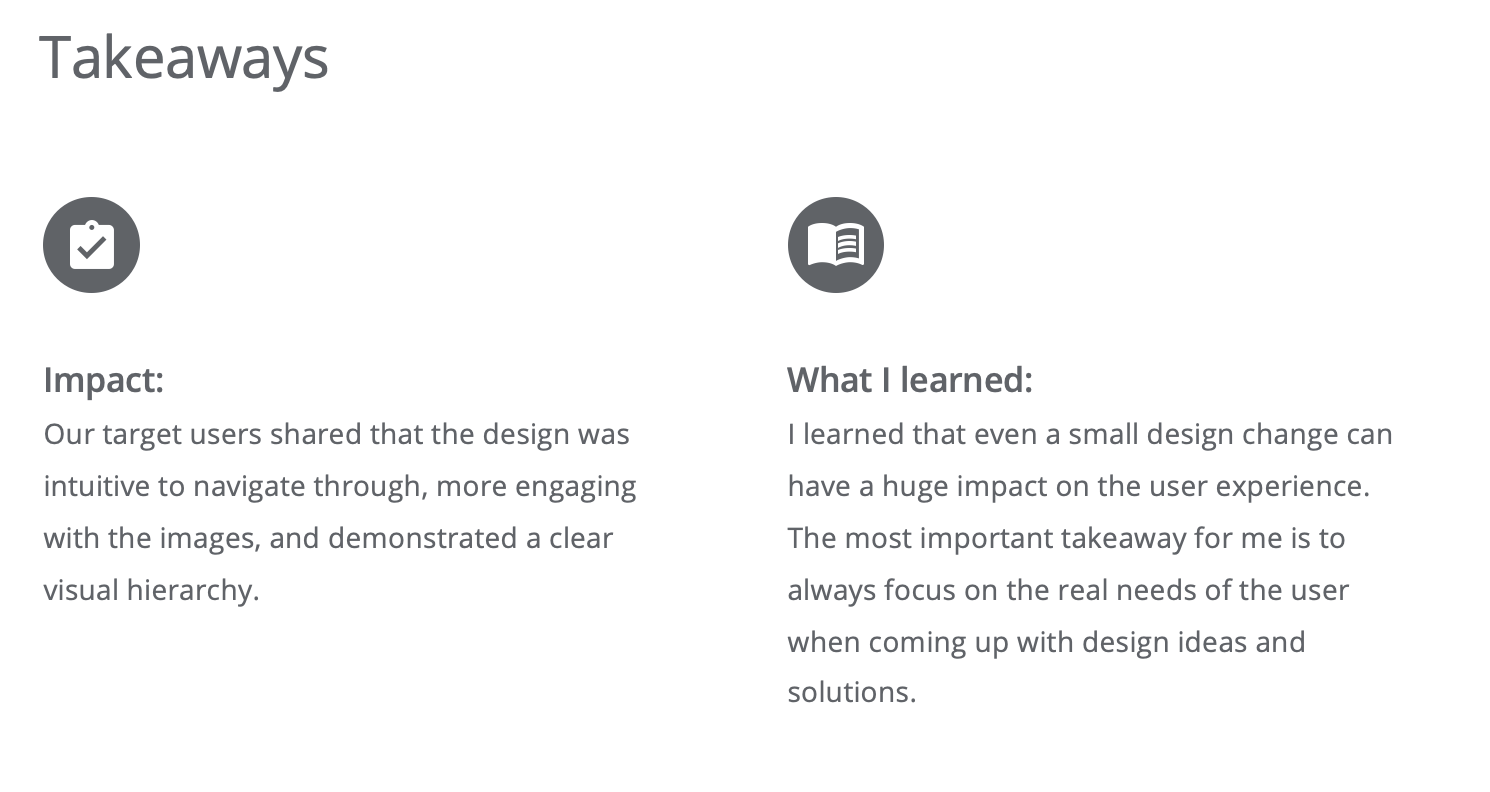 Takeaways
Impact:
Our target users shared that the design was
intuitive to navigate through, more engaging
with the images, and demonstrated a clear
visual hierarchy.
What I learned:
I learned that even a small design change can
have a huge impact on the user experience.
The most important takeaway for me is to
always focus on the real needs of the user
when coming up with design ideas and
solutions.